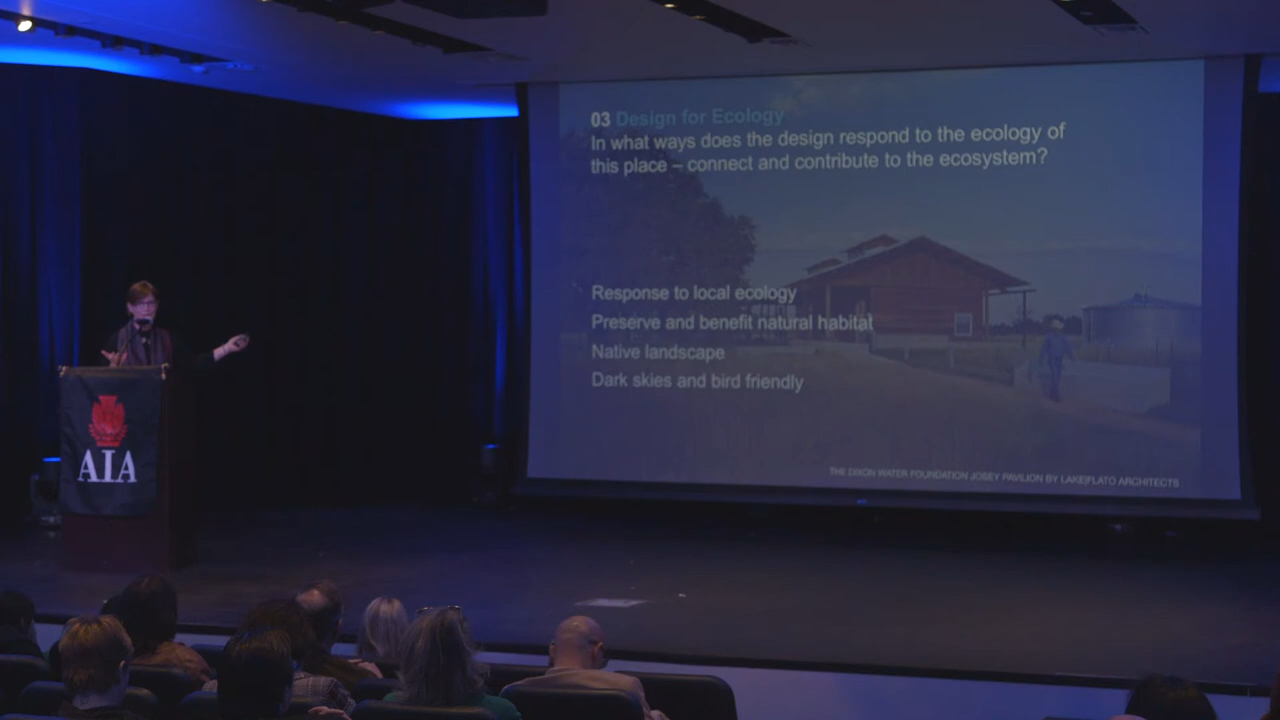 03 Design for Ecology
In what ways does the design respond to the ecology of
this place – connect and contribute to the ecosystem?
Response to local ecology
Preserve and benefit natural habitat
Native landscape
Dark skies and bird friendly
THE DIXON WATER FOUNDATION JOSEY PAVILION BY LAKE|FLATO ARCHITECTS
AIA